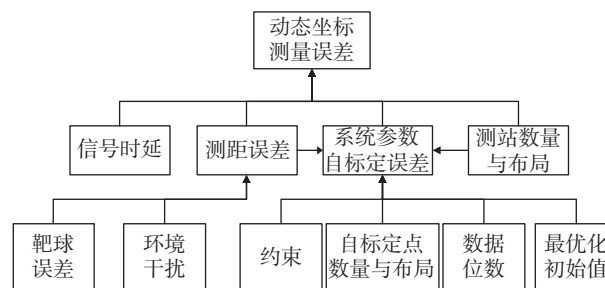 动态坐标
测量误差
信号时延
测距误差
系统参数
自标定误差
测站数量
与布局
靶球
误差
环境
干扰
约束
自标定点
数量与布局
数据
位数
最优化
初始值